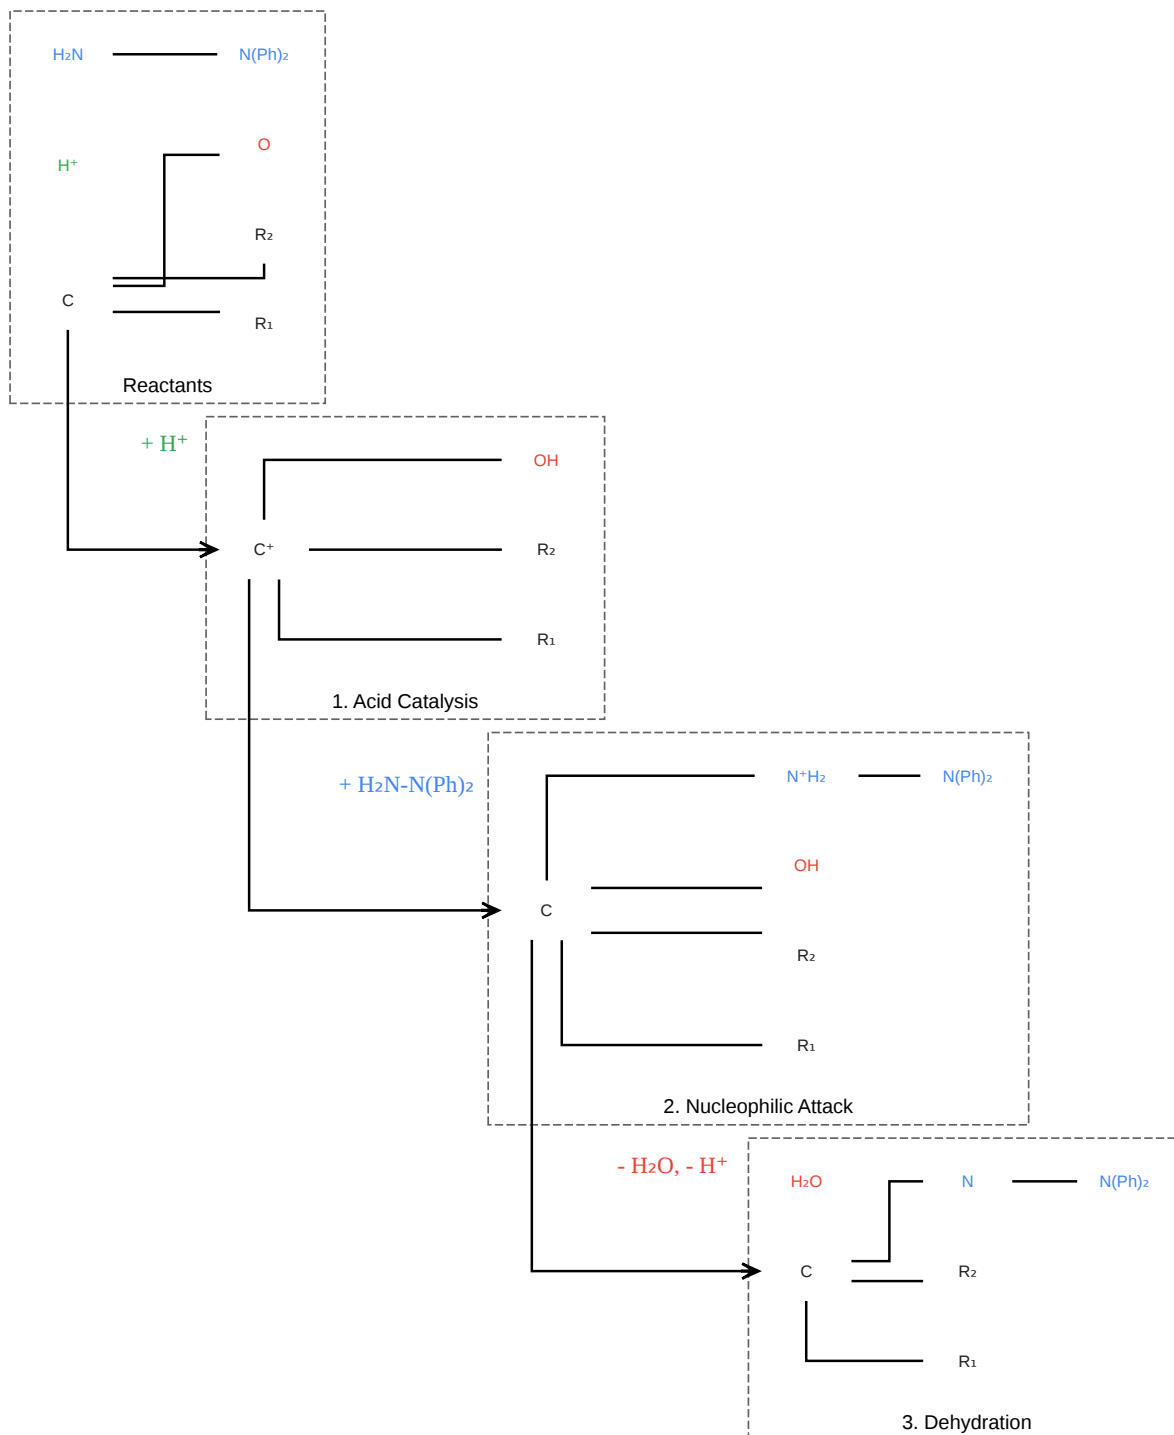 H₂N N(Ph)₂
O
H⁺
R₂
C
R₁
Reactants
+ H⁺
OH
C⁺ R₂
R₁
1. Acid Catalysis
+ H₂N-N(Ph)₂
N⁺H₂ N(Ph)₂
OH
C
R₂
R₁
2. Nucleophilic Attack
- H₂O, - H⁺
H₂O N N(Ph)₂
C R₂
R₁
3. Dehydration